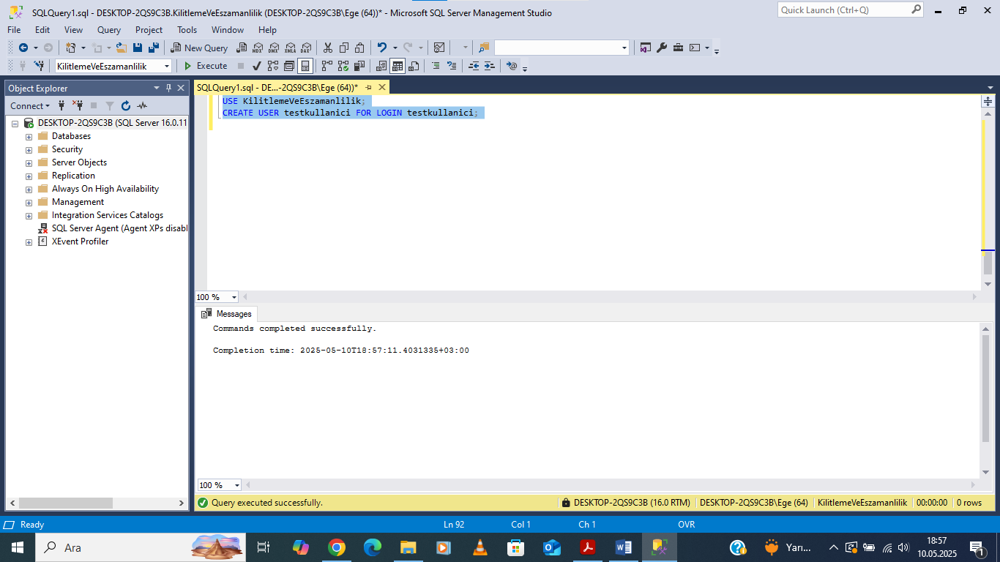 SQLQuery1.sql - DESKTOP-2QS9C3B.KilitlemeVeEszamanlilik (DESKTOP-2QS9C3B\Ege (64))* - Microsoft SQL Server Management Studio
Quick Launch (Ctrl+Q)
File Edit View Query Project Tools Window Help
New Query
MDX DMX XMLA DAX
KilitlemeVeEszamanlilik
Execute
Object Explorer
SQLQuery1.sql - DE...-2QS9C3B\Ege (64))*
Connect
DESKTOP-2QS9C3B (SQL Server 16.0.11
Databases
Security
Server Objects
Replication
Always On High Availability
Management
Integration Services Catalogs
SQL Server Agent (Agent XPs disabl
XEvent Profiler
USE KilitlemeVeEszamanlilik;
CREATE USER testkullanici FOR LOGIN testkullanici;
100 %
Messages
Commands completed successfully.
Completion time: 2025-05-10T18:57:11.4031335+03:00
100 %
Query executed successfully.
DESKTOP-2QS9C3B (16.0 RTM)
DESKTOP-2QS9C3B\Ege (64)
KilitlemeVeEszamanlilik
00:00:00
0 rows
Ready
Ln 92
Col 1
Ch 1
OVR
Ara
Yarı...
18:57
10.05.2025
1